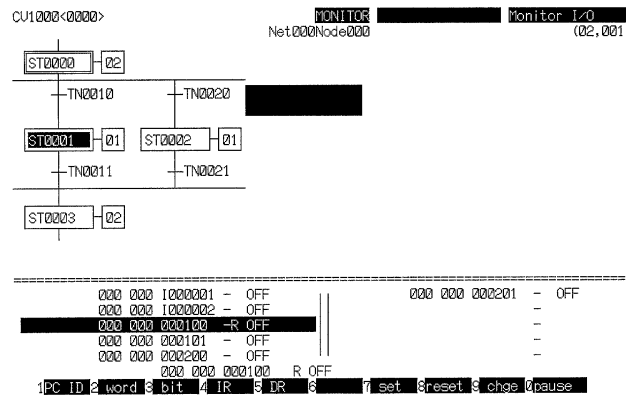 CV1000<0000> MONITOR Monitor I/O
Net000Node000 (02,001
ST0000 02
TN0010 TN0020
ST0001 01 ST0002 01
TN0011 TN0021
ST0003 02
000 000 I000001 - OFF 000 000 000201 - OFF
000 000 I000002 - OFF -
000 000 000100 -R OFF -
000 000 000101 - OFF -
000 000 000200 - OFF -
000 000 000100 R OFF
1PC ID 2 word 3 bit 4 IR 5 DR 6 7 set 8reset 9 chge 0pause